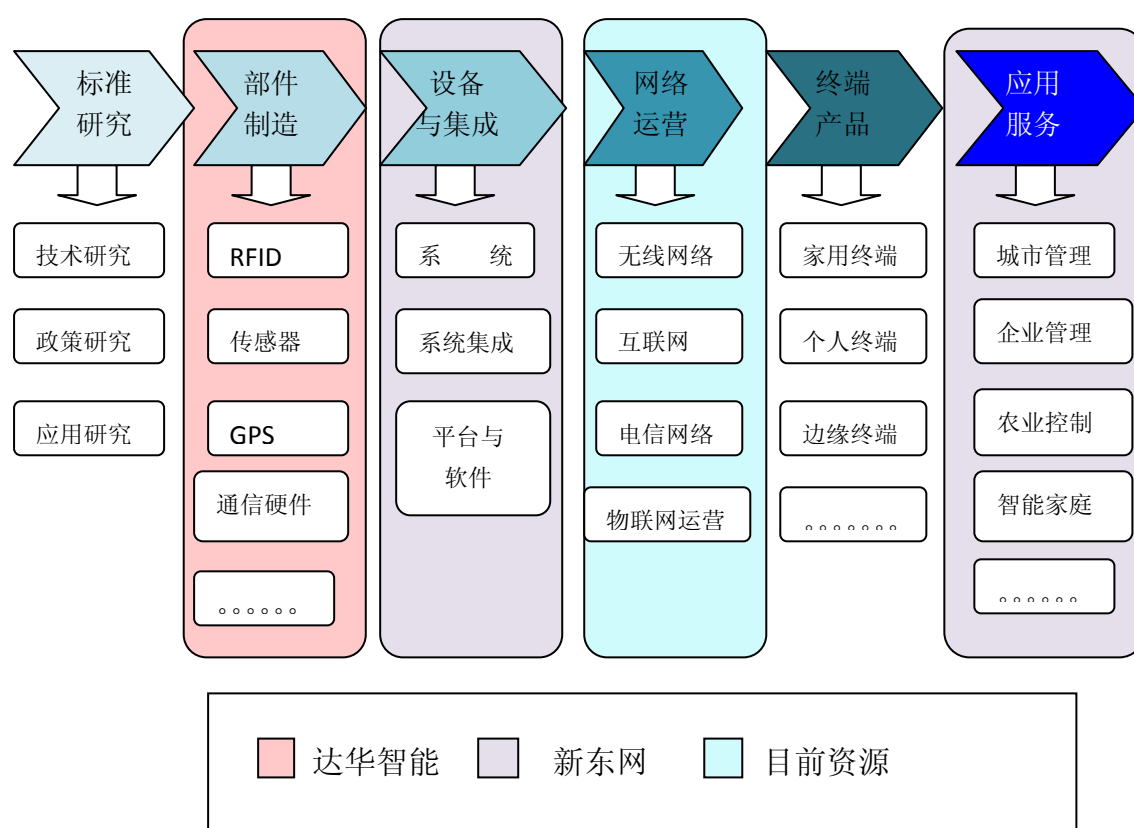 标准
研究
部件
制造
设备
与集成
网络
运营
终端
产品
应用
服务
技术研究
RFID
系 统
无线网络
家用终端
城市管理
政策研究
传感器
系统集成
互联网
个人终端
企业管理
应用研究
GPS
平台与
软件
电信网络
边缘终端
农业控制
通信硬件
物联网运营
。。。。。。。
智能家庭
。。。。。。
。。。。。。
达华智能
新东网
目前资源